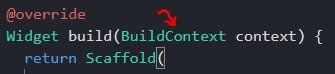 @override
Widget build(BuildContext context) {
return Scaffold(